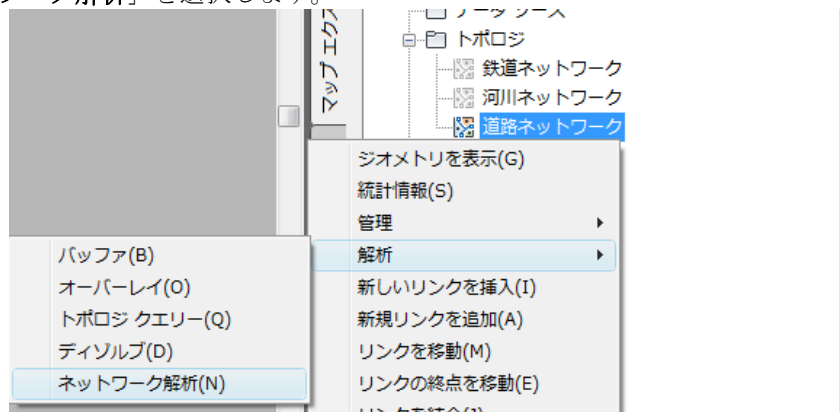 解析」を選択します。
データ ソース
トポロジ
鉄道ネットワーク
河川ネットワーク
道路ネットワーク
マップ エクス
ジオメトリを表示(G)
統計情報(S)
管理
解析
新しいリンクを挿入(I)
新規リンクを追加(A)
リンクを移動(M)
リンクの終点を移動(E)
バッファ(B)
オーバーレイ(O)
トポロジ クエリー(Q)
ディゾルブ(D)
ネットワーク解析(N)